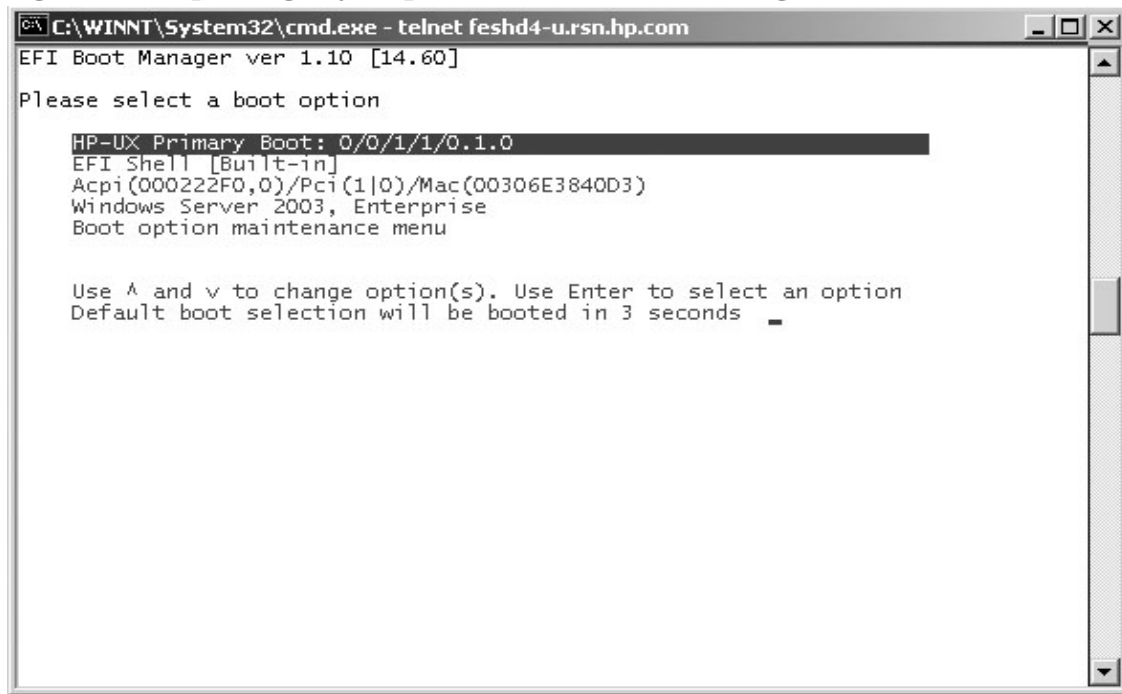 C:\WINNT\System32\cmd.exe - telnet feshd4-u.rsn.hp.com
EFI Boot Manager ver 1.10 [14.60]
Please select a boot option
HP-UX Primary Boot: 0/0/1/1/0.1.0
EFI Shell [Built-in]
Acpi(000222F0,0)/Pci(1|0)/Mac(00306E3840D3)
Windows Server 2003, Enterprise
Boot option maintenance menu
Use ^ and v to change option(s). Use Enter to select an option
Default boot selection will be booted in 3 seconds _